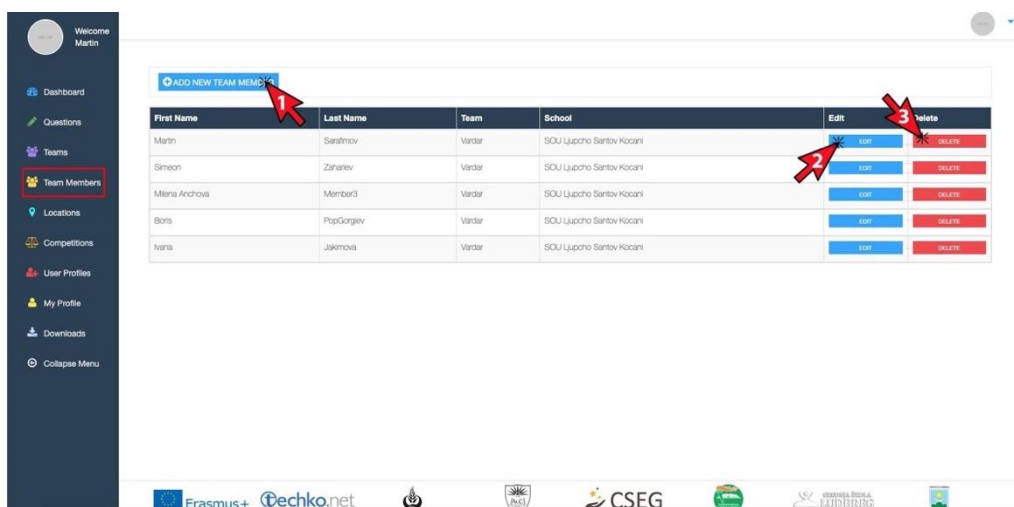 Welcome
Martin
Dashboard
Questions
Teams
Team Members
Locations
Competitions
User Profiles
My Profile
Downloads
Collapse Menu
ADD NEW TEAM
1
First Name Last Name Team School Edit Delete
3
Martin Sarafimov Vardar SOU Ljupcho Santov Kocani EDIT DELETE
2
Simeon Zahariev Vardar SOU Ljupcho Santov Kocani EDIT DELETE
Milena Anchova Member3 Vardar SOU Ljupcho Santov Kocani EDIT DELETE
Boris PopGorgiev Vardar SOU Ljupcho Santov Kocani EDIT DELETE
Ivana Jakimova Vardar SOU Ljupcho Santov Kocani EDIT DELETE
Erasmus+ techko.net CSEG LUDBREG